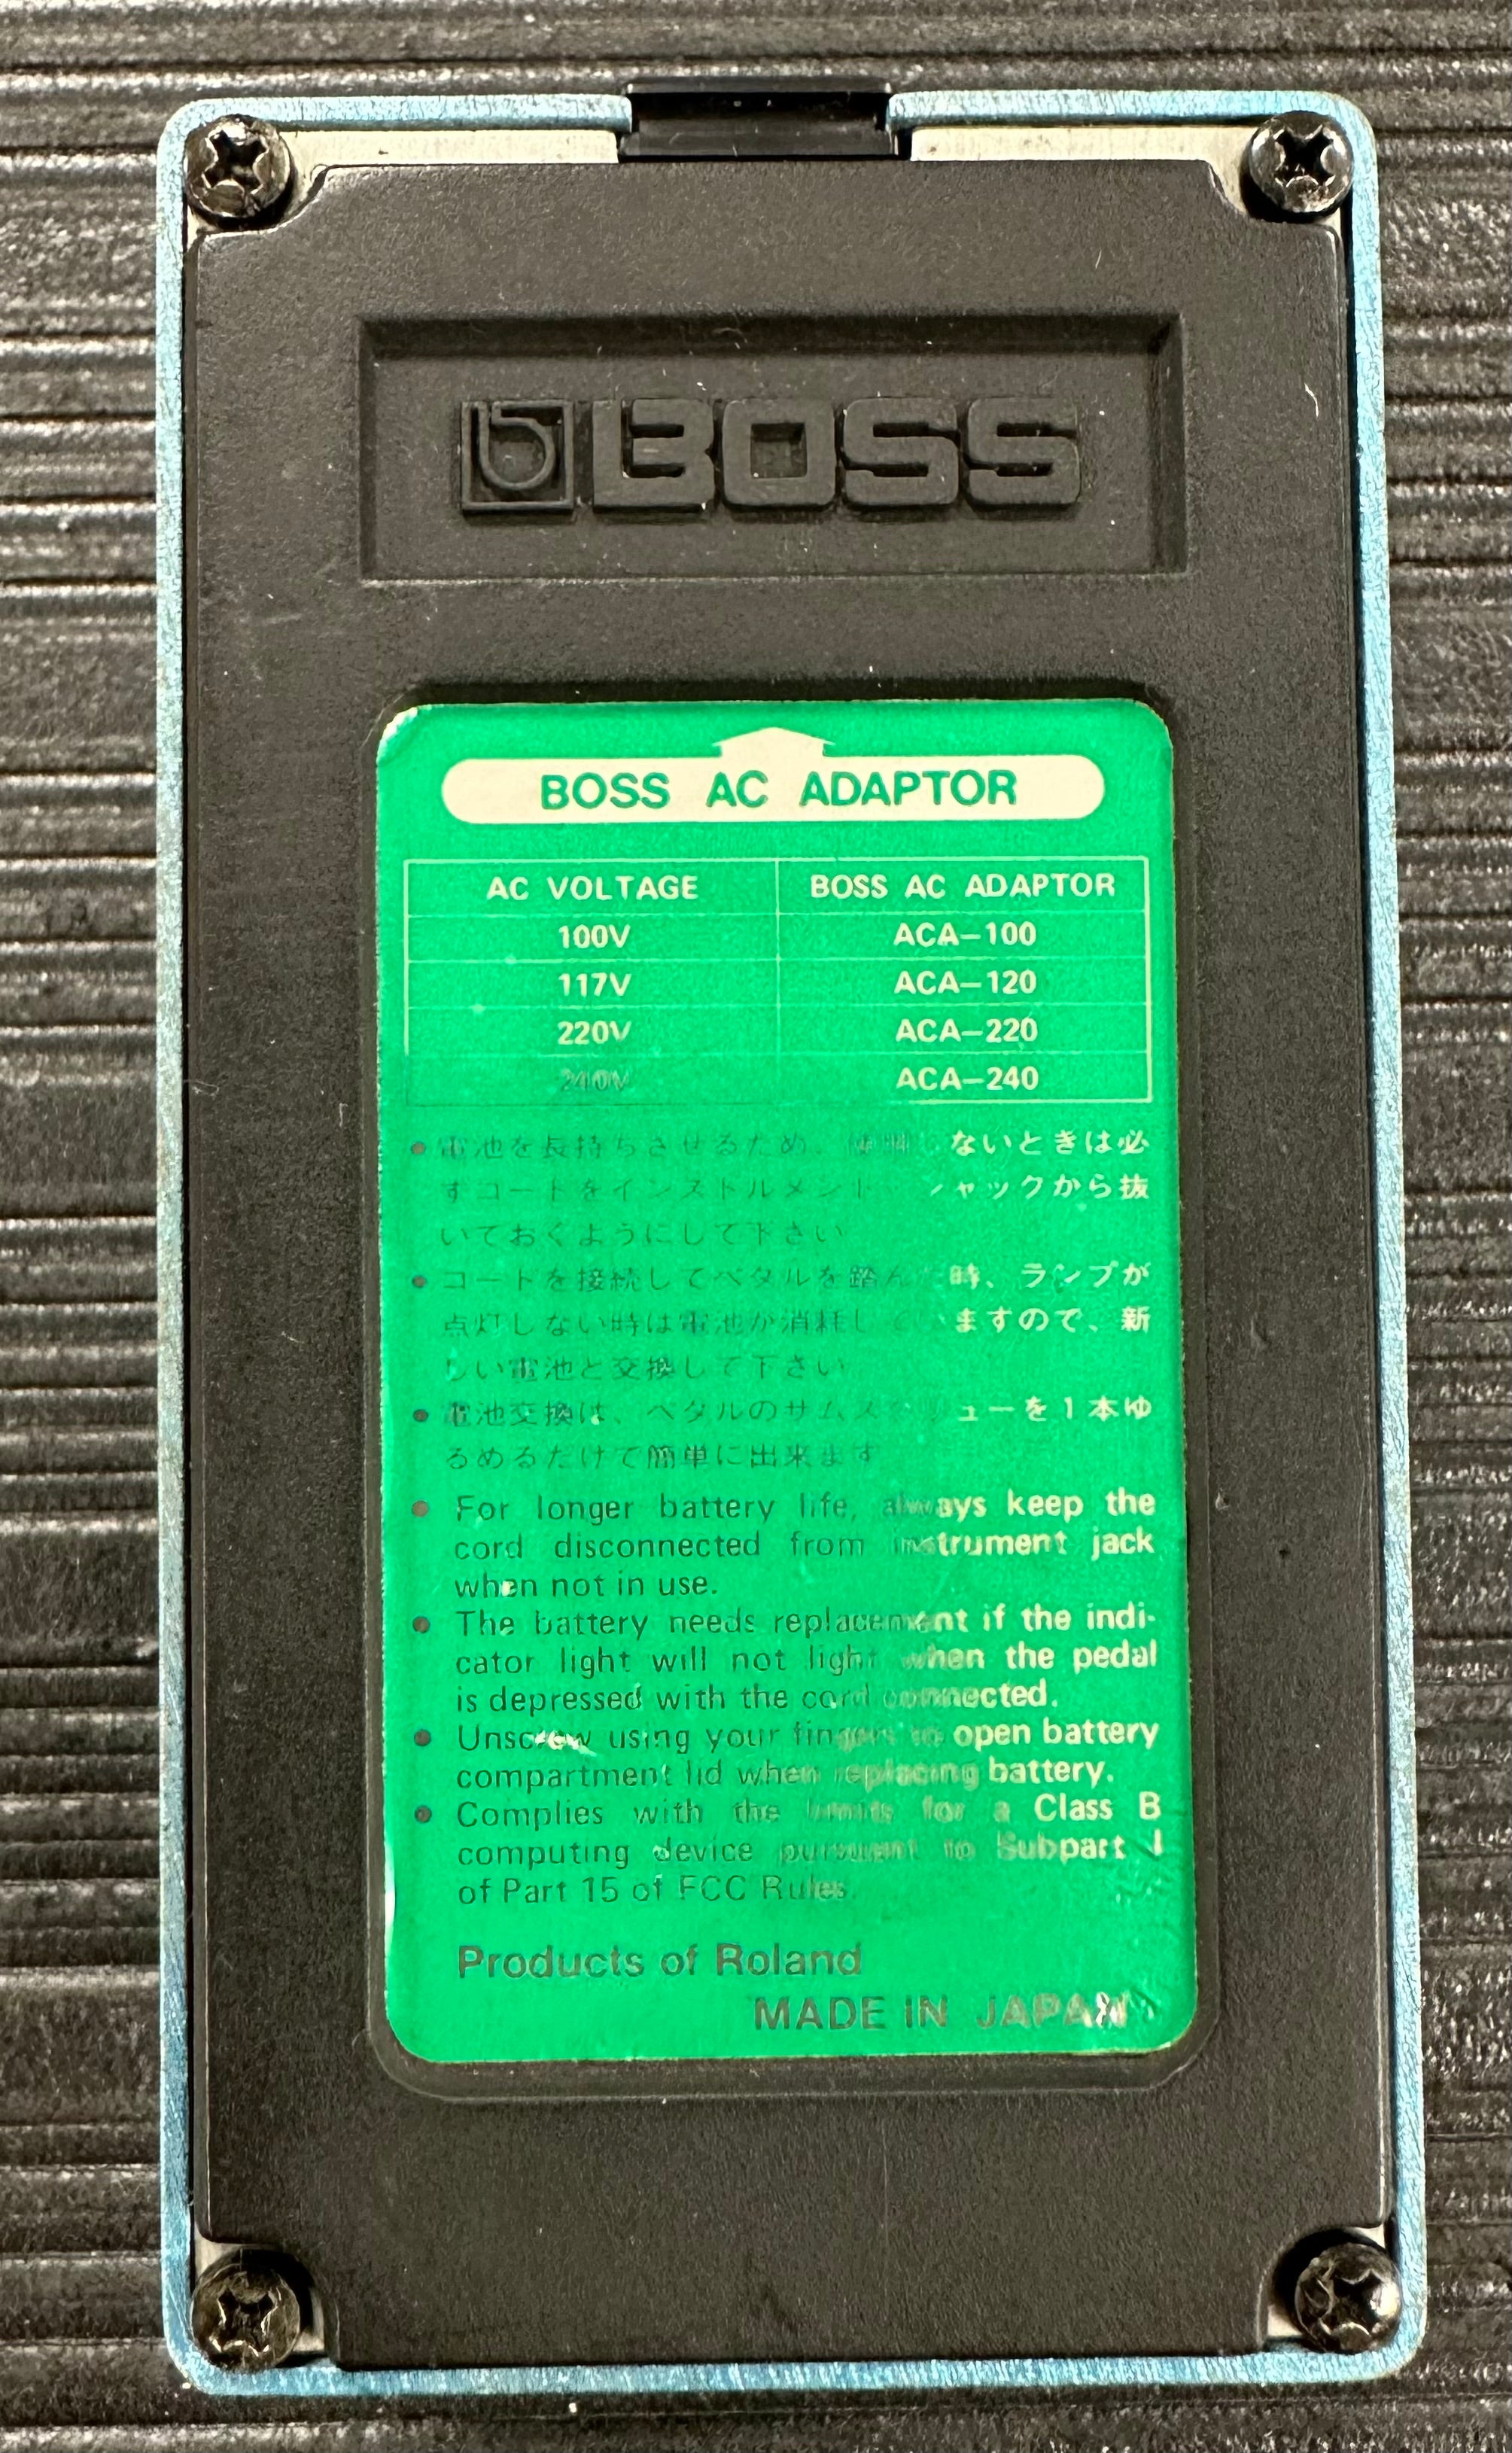 BOSS
BOSS AC ADAPTOR
AC VOLTAGE BOSS AC ADAPTOR
100V ACA–100
117V ACA–120
220V ACA–220
240V ACA–240
● 電池を長持ちさせるため、使用しないときは必
ずコードをインストルメントジャックから抜
いておくようにして下さい
● コードを接続してペダルを踏んだ時、ランプが
点灯しない時は電池が消耗していますので、新
しい電池と交換して下さい
● 電池交換は、ペダルのサムスクリューを1本ゆ
るめるだけで簡単に出来ます
● For longer battery life, always keep the
cord disconnected from instrument jack
when not in use.
● The battery needs replacement if the indi-
cator light will not light when the pedal
is depressed with the cord connected.
● Unscrew using your fingers to open battery
compartment lid when replacing battery.
● Complies with the limits for a Class B
computing device pursuant to Subpart J
of Part 15 of FCC Rules.
Products of Roland
MADE IN JAPAN